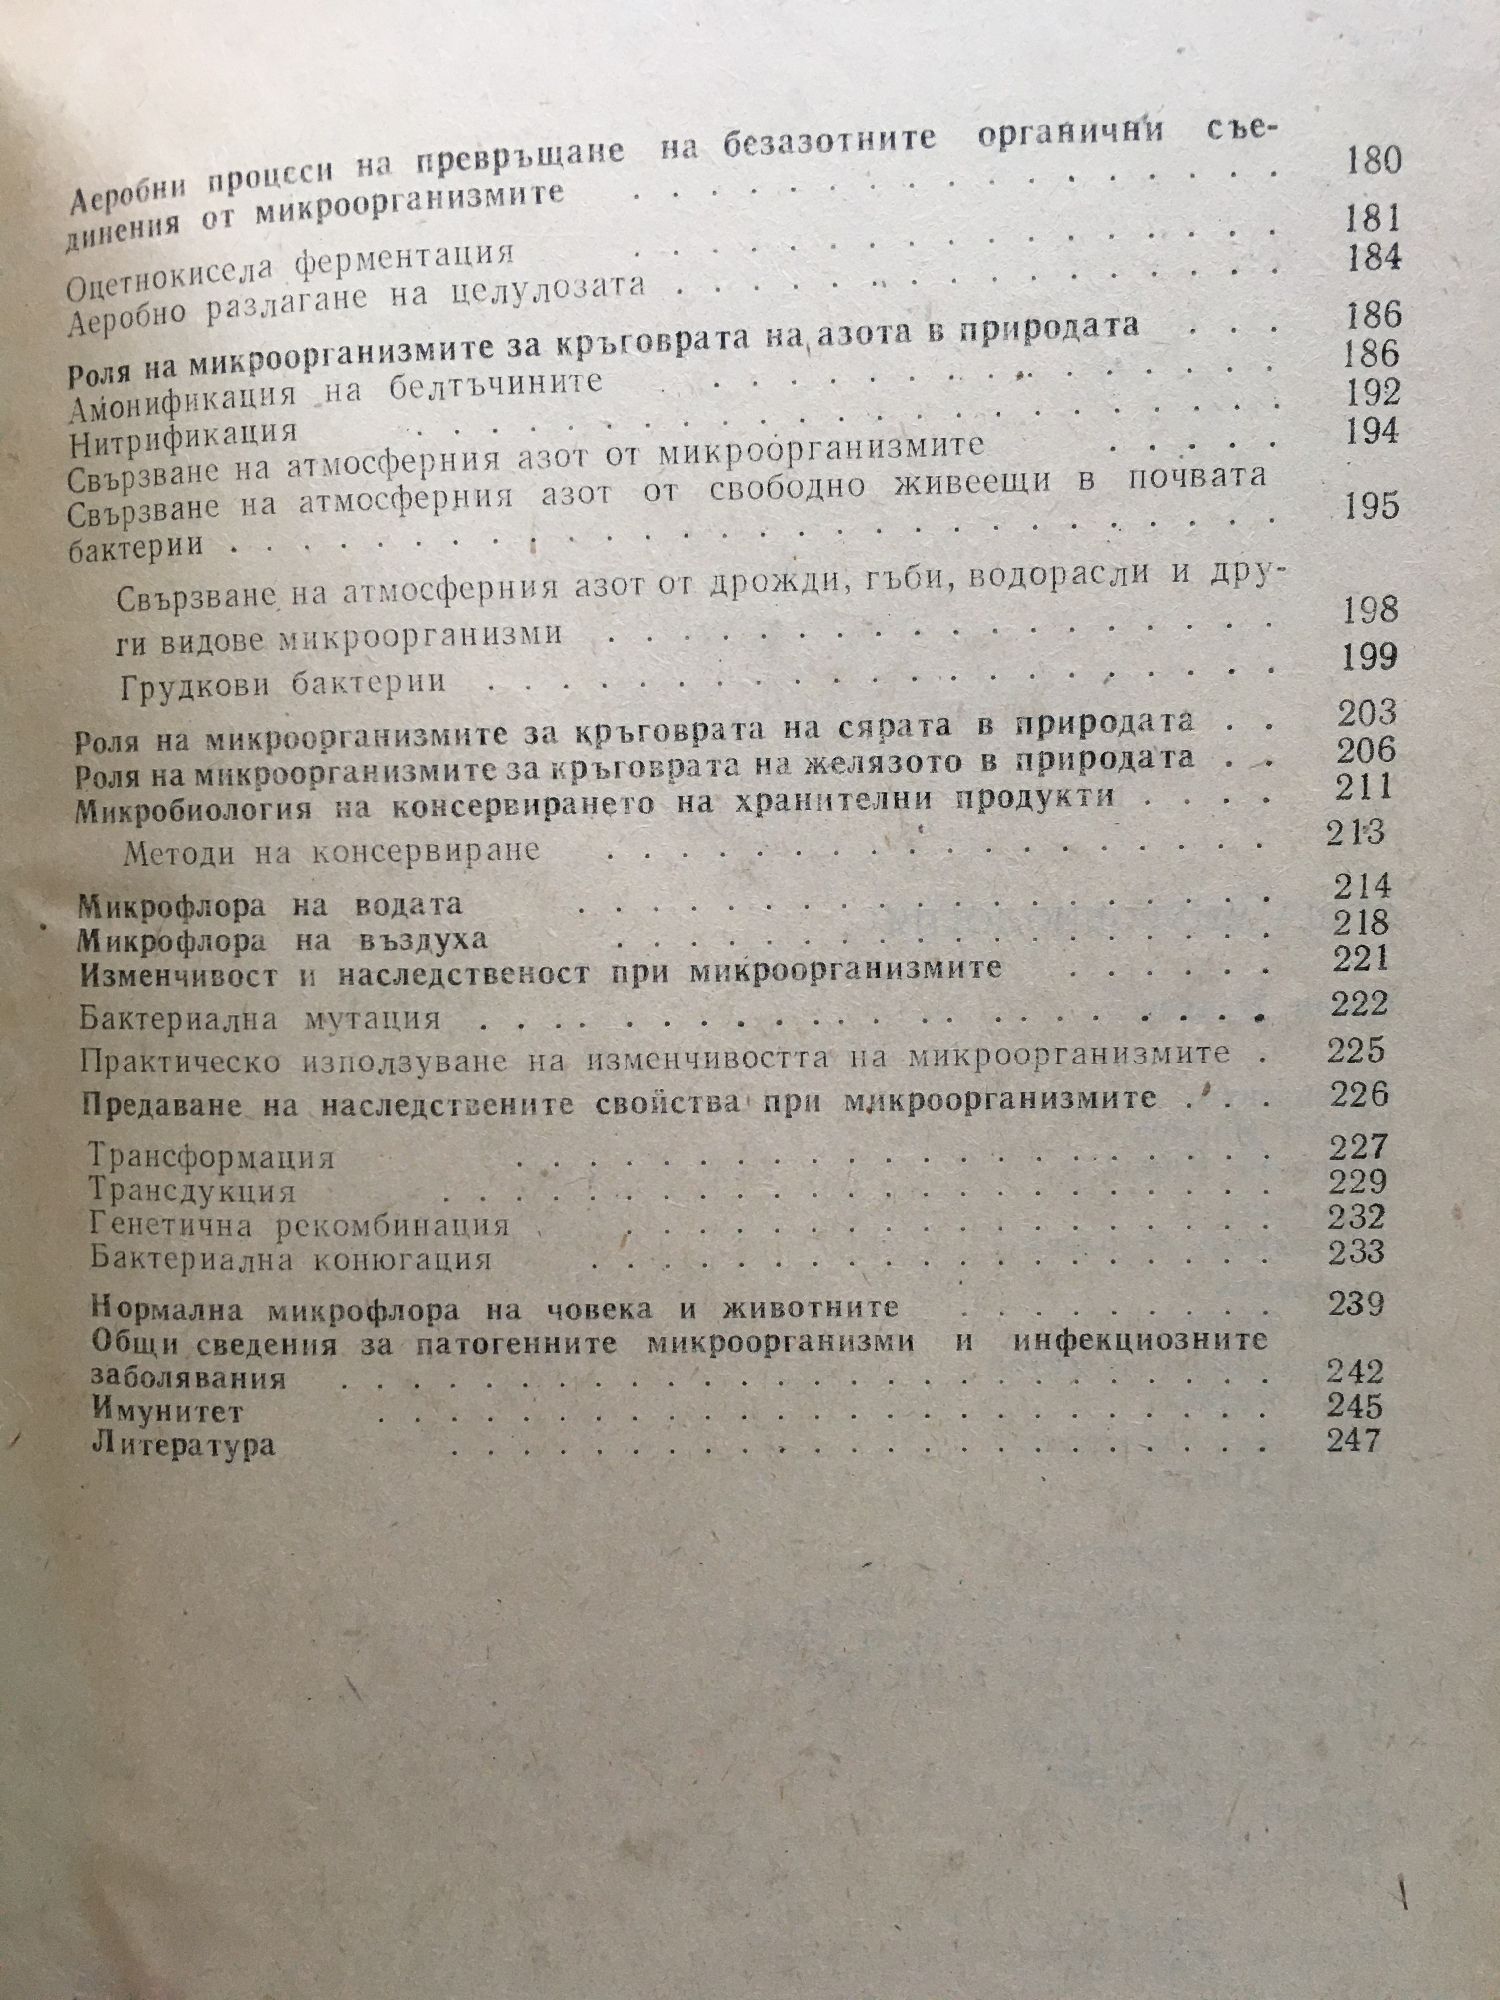 Аеробни процеси на превръщане на безазотните органични съе-
динения от микроорганизмите . . . . . . . . . . . . . . . . 180
Оцетнокисела ферментация . . . . . . . . . . . . . . . . 181
Аеробно разлагане на целулозата . . . . . . . . . . . . . . . 184
Роля на микроорганизмите за кръговрата на азота в природата . . . 186
Амонификация на белтъчините . . . . . . . . . . . . . . . 186
Нитрификация . . . . . . . . . . . . . . . . . . 192
Свързване на атмосферния азот от микроорганизмите . . . . . 194
Свързване на атмосферния азот от свободно живеещи в почвата
бактерии . . . . . . . . . . . . . . . . . . . . . . . 195
Свързване на атмосферния азот от дрожди, гъби, водорасли и дру-
ги видове микроорганизми . . . . . . . . . . . . . . . . 198
Грудкови бактерии . . . . . . . . . . . . . . . . . . . 199
Роля на микроорганизмите за кръговрата на сярата в природата . . 203
Роля на микроорганизмите за кръговрата на желязото в природата . . 206
Микробиология на консервирането на хранителни продукти . . . . 211
Методи на консервиране . . . . . . . . . . . . . . . . 213
Микрофлора на водата . . . . . . . . . . . . . . . . . 214
Микрофлора на въздуха . . . . . . . . . . . . . . . . 218
Изменчивост и наследственост при микроорганизмите . . . . . . 221
Бактериална мутация . . . . . . . . . . . . . . . . . . . . 222
Практическо използуване на изменчивостта на микроорганизмите . 225
Предаване на наследствените свойства при микроорганизмите . . . 226
Трансформация . . . . . . . . . . . . . . . . . . . 227
Трансдукция . . . . . . . . . . . . . . . . . . . . . 229
Генетична рекомбинация . . . . . . . . . . . . . . . . 232
Бактериална конюгация . . . . . . . . . . . . . . . . . 233
Нормална микрофлора на човека и животните . . . . . . . . . 239
Общи сведения за патогенните микроорганизми и инфекциозните
заболявания . . . . . . . . . . . . . . . . . . . . . . 242
Имунитет . . . . . . . . . . . . . . . . . . . . . . . 245
Литература . . . . . . . . . . . . . . . . . . . . . 247